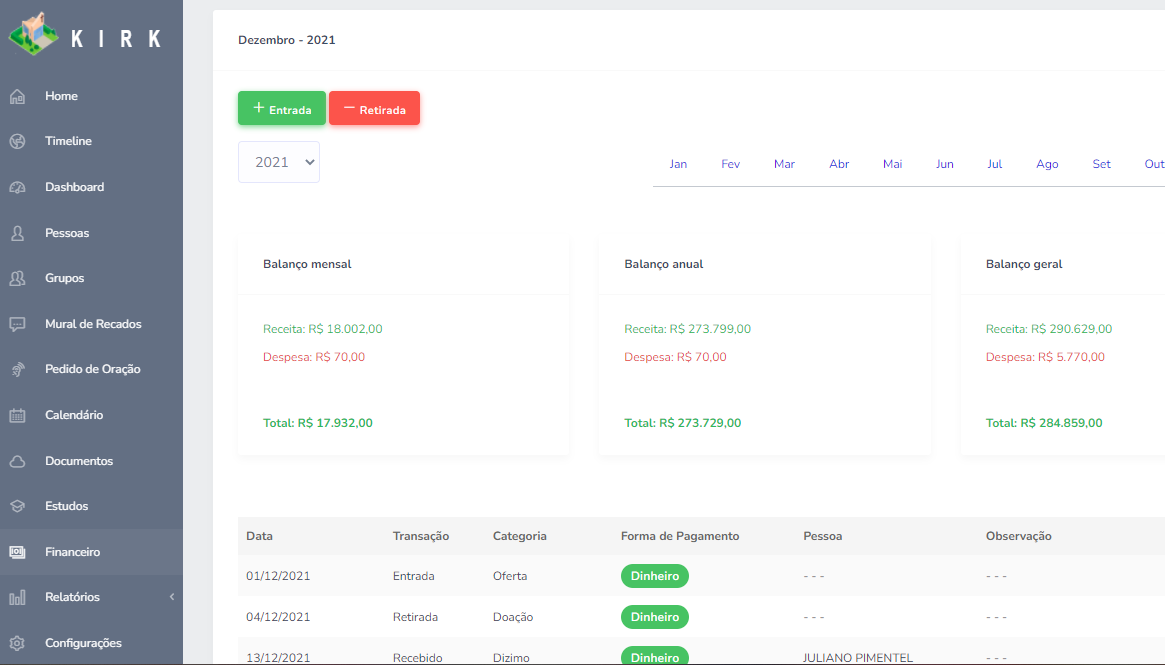 KIRK
Home
Timeline
Dashboard
Pessoas
Grupos
Mural de Recados
Pedido de Oração
Calendário
Documentos
Estudos
Financeiro
Relatórios
Configurações
Dezembro - 2021
+ Entrada − Retirada
2021 Jan Fev Mar Abr Mai Jun Jul Ago Set Out
Balanço mensal Balanço anual Balanço geral
Receita: R$ 18.002,00 Receita: R$ 273.799,00 Receita: R$ 290.629,00
Despesa: R$ 70,00 Despesa: R$ 70,00 Despesa: R$ 5.770,00
Total: R$ 17.932,00 Total: R$ 273.729,00 Total: R$ 284.859,00
Data Transação Categoria Forma de Pagamento Pessoa Observação
01/12/2021 Entrada Oferta Dinheiro - - - - - -
04/12/2021 Retirada Doação Dinheiro - - - - - -
13/12/2021 Recebido Dizimo Dinheiro JULIANO PIMENTEL - - -